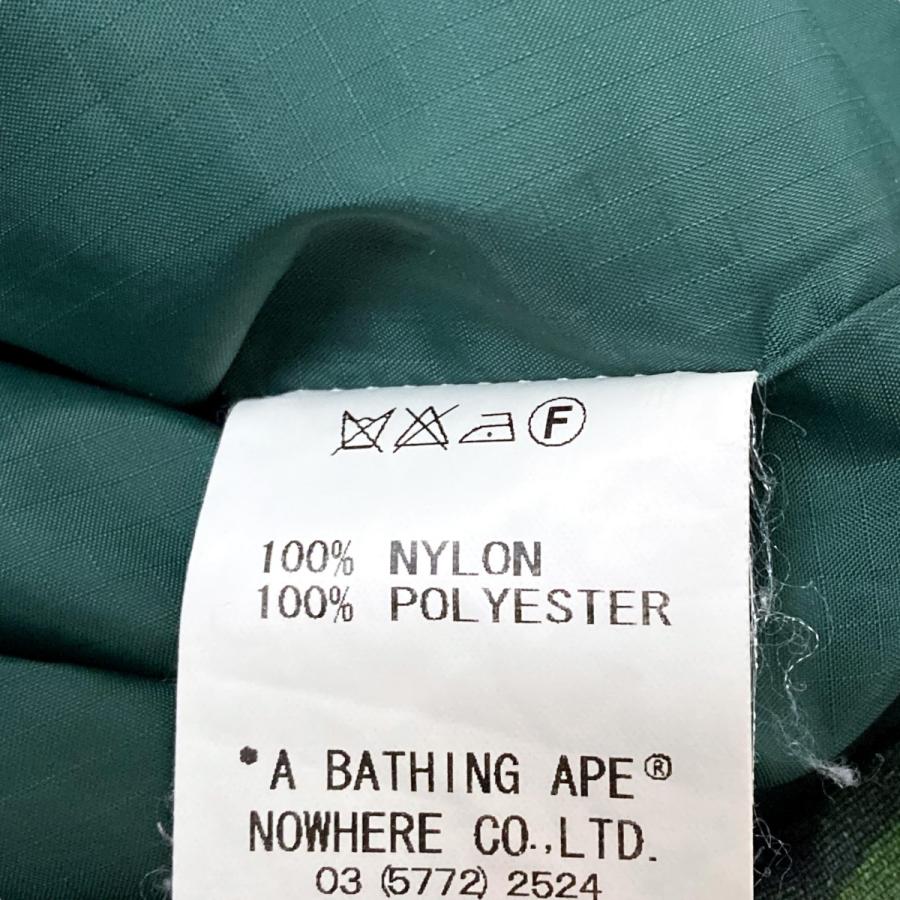 F
100% NYLON
100% POLYESTER
*A BATHING APE®
NOWHERE CO.,LTD.
03 (5772) 2524